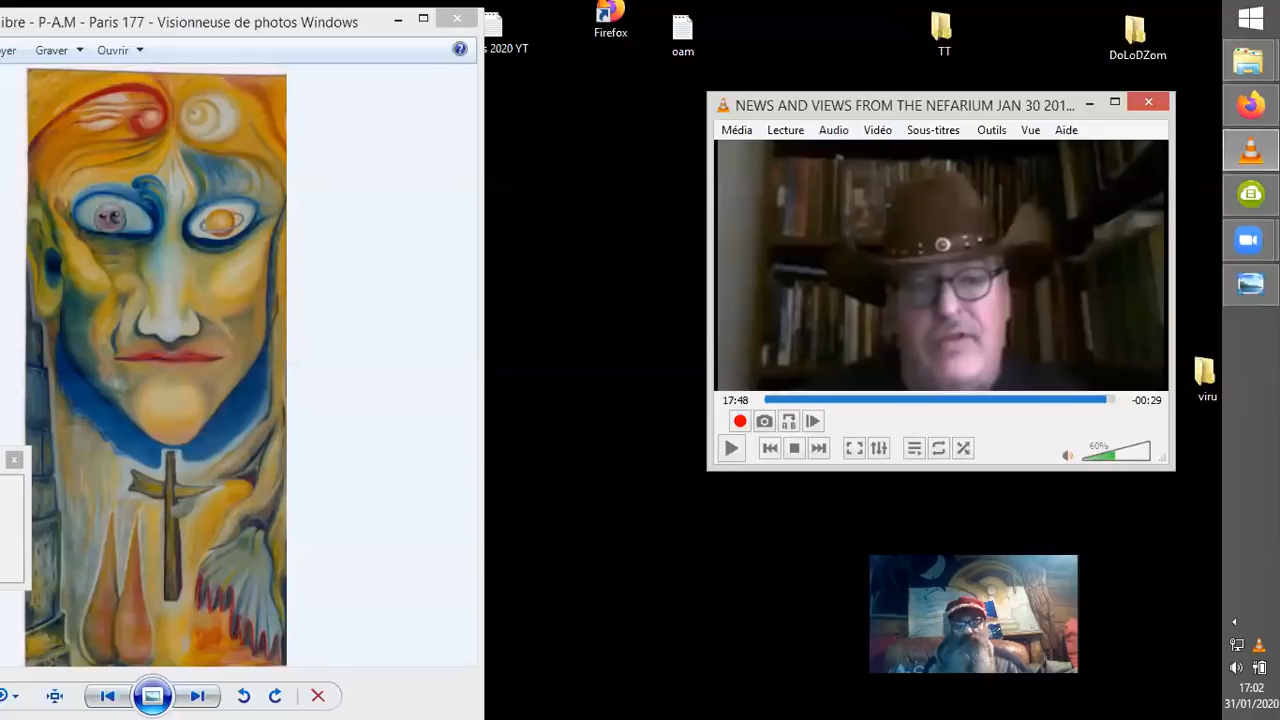 ibre - P-A-M - Paris 177 - Visionneuse de photos Windows
Graver
Ouvrir
2020 YT
Firefox
oam
TT
DoLoDZom
NEWS AND VIEWS FROM THE NEFARIUM JAN 30 201...
Média Lecture Audio Vidéo Sous-titres Outils Vue Aide
17:48
-00:29
60%
viru
17:02
31/01/2020